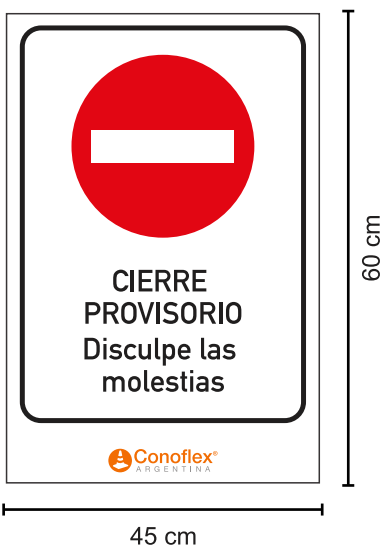 CIERRE
PROVISORIO
Disculpe las
molestias
Conoflex®
ARGENTINA
60 cm
45 cm